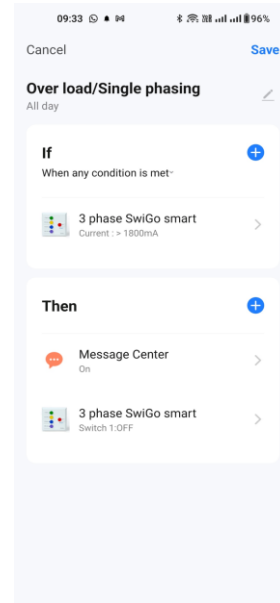 09:33 96%
Cancel Save
Over load/Single phasing
All day
If
When any condition is met
3 phase SwiGo smart
Current : > 1800mA
Then
Message Center
On
3 phase SwiGo smart
Switch 1:OFF